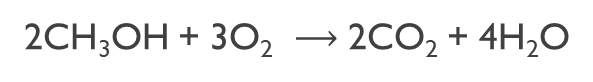 2CH₃OH + 3O₂ ⟶ 2CO₂ + 4H₂O